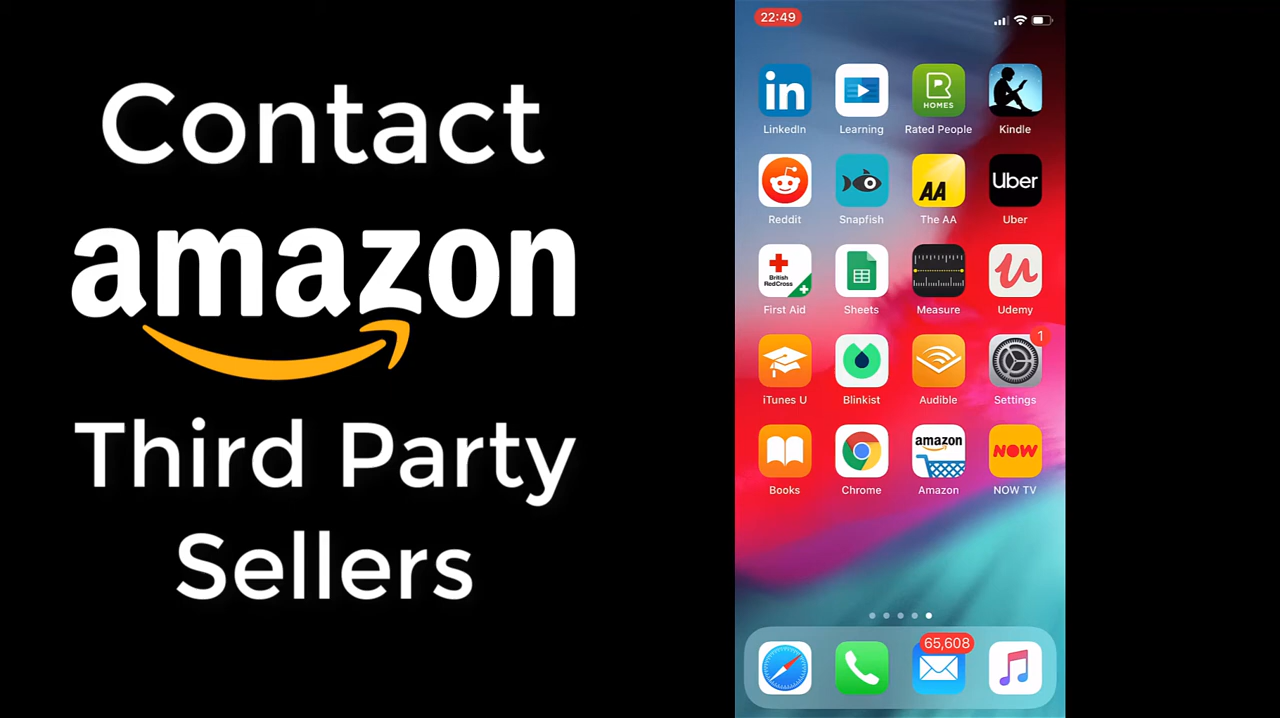 Contact
amazon
Third Party
Sellers
22:49
in
R
HOMES
LinkedIn
Learning
Rated People
Kindle
AA
Uber
Reddit
Snapfish
The AA
Uber
British
RedCross
u
First Aid
Sheets
Measure
Udemy
1
iTunes U
Blinkist
Audible
Settings
amazon
NOW
Books
Chrome
Amazon
NOW TV
65,608